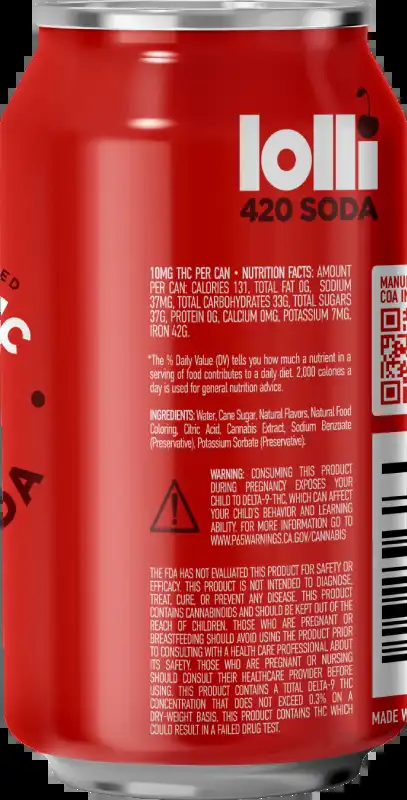 lolli
420 SODA
10MG THC PER CAN • NUTRITION FACTS: AMOUNT
PER CAN: CALORIES 131, TOTAL FAT 0G, SODIUM
37MG, TOTAL CARBOHYDRATES 33G, TOTAL SUGARS
37G, PROTEIN 0G, CALCIUM 0MG, POTASSIUM 7MG,
IRON 42G.
*The % Daily Value (DV) tells you how much a nutrient in a
serving of food contributes to a daily diet. 2,000 calories a
day is used for general nutrition advice.
INGREDIENTS: Water, Cane Sugar, Natural Flavors, Natural Food
Coloring, Citric Acid, Cannabis Extract, Sodium Benzoate
(Preservative), Potassium Sorbate (Preservative).
WARNING: CONSUMING THIS PRODUCT
DURING PREGNANCY EXPOSES YOUR
CHILD TO DELTA-9-THC, WHICH CAN AFFECT
YOUR CHILD'S BEHAVIOR AND LEARNING
ABILITY. FOR MORE INFORMATION GO TO
WWW.P65WARNINGS.CA.GOV/CANNABIS
THE FDA HAS NOT EVALUATED THIS PRODUCT FOR SAFETY OR
EFFICACY. THIS PRODUCT IS NOT INTENDED TO DIAGNOSE,
TREAT, CURE, OR PREVENT ANY DISEASE. THIS PRODUCT
CONTAINS CANNABINOIDS AND SHOULD BE KEPT OUT OF THE
REACH OF CHILDREN. THOSE WHO ARE PREGNANT OR
BREASTFEEDING SHOULD AVOID USING THE PRODUCT PRIOR
TO CONSULTING WITH A HEALTH CARE PROFESSIONAL ABOUT
ITS SAFETY. THOSE WHO ARE PREGNANT OR NURSING
SHOULD CONSULT THEIR HEALTHCARE PROVIDER BEFORE
USING. THIS PRODUCT CONTAINS A TOTAL DELTA-9 THC
CONCENTRATION THAT DOES NOT EXCEED 0.3% ON A
DRY-WEIGHT BASIS. THIS PRODUCT CONTAINS THC WHICH
COULD RESULT IN A FAILED DRUG TEST.
MANU
COA IN
MADE W
ED
DA